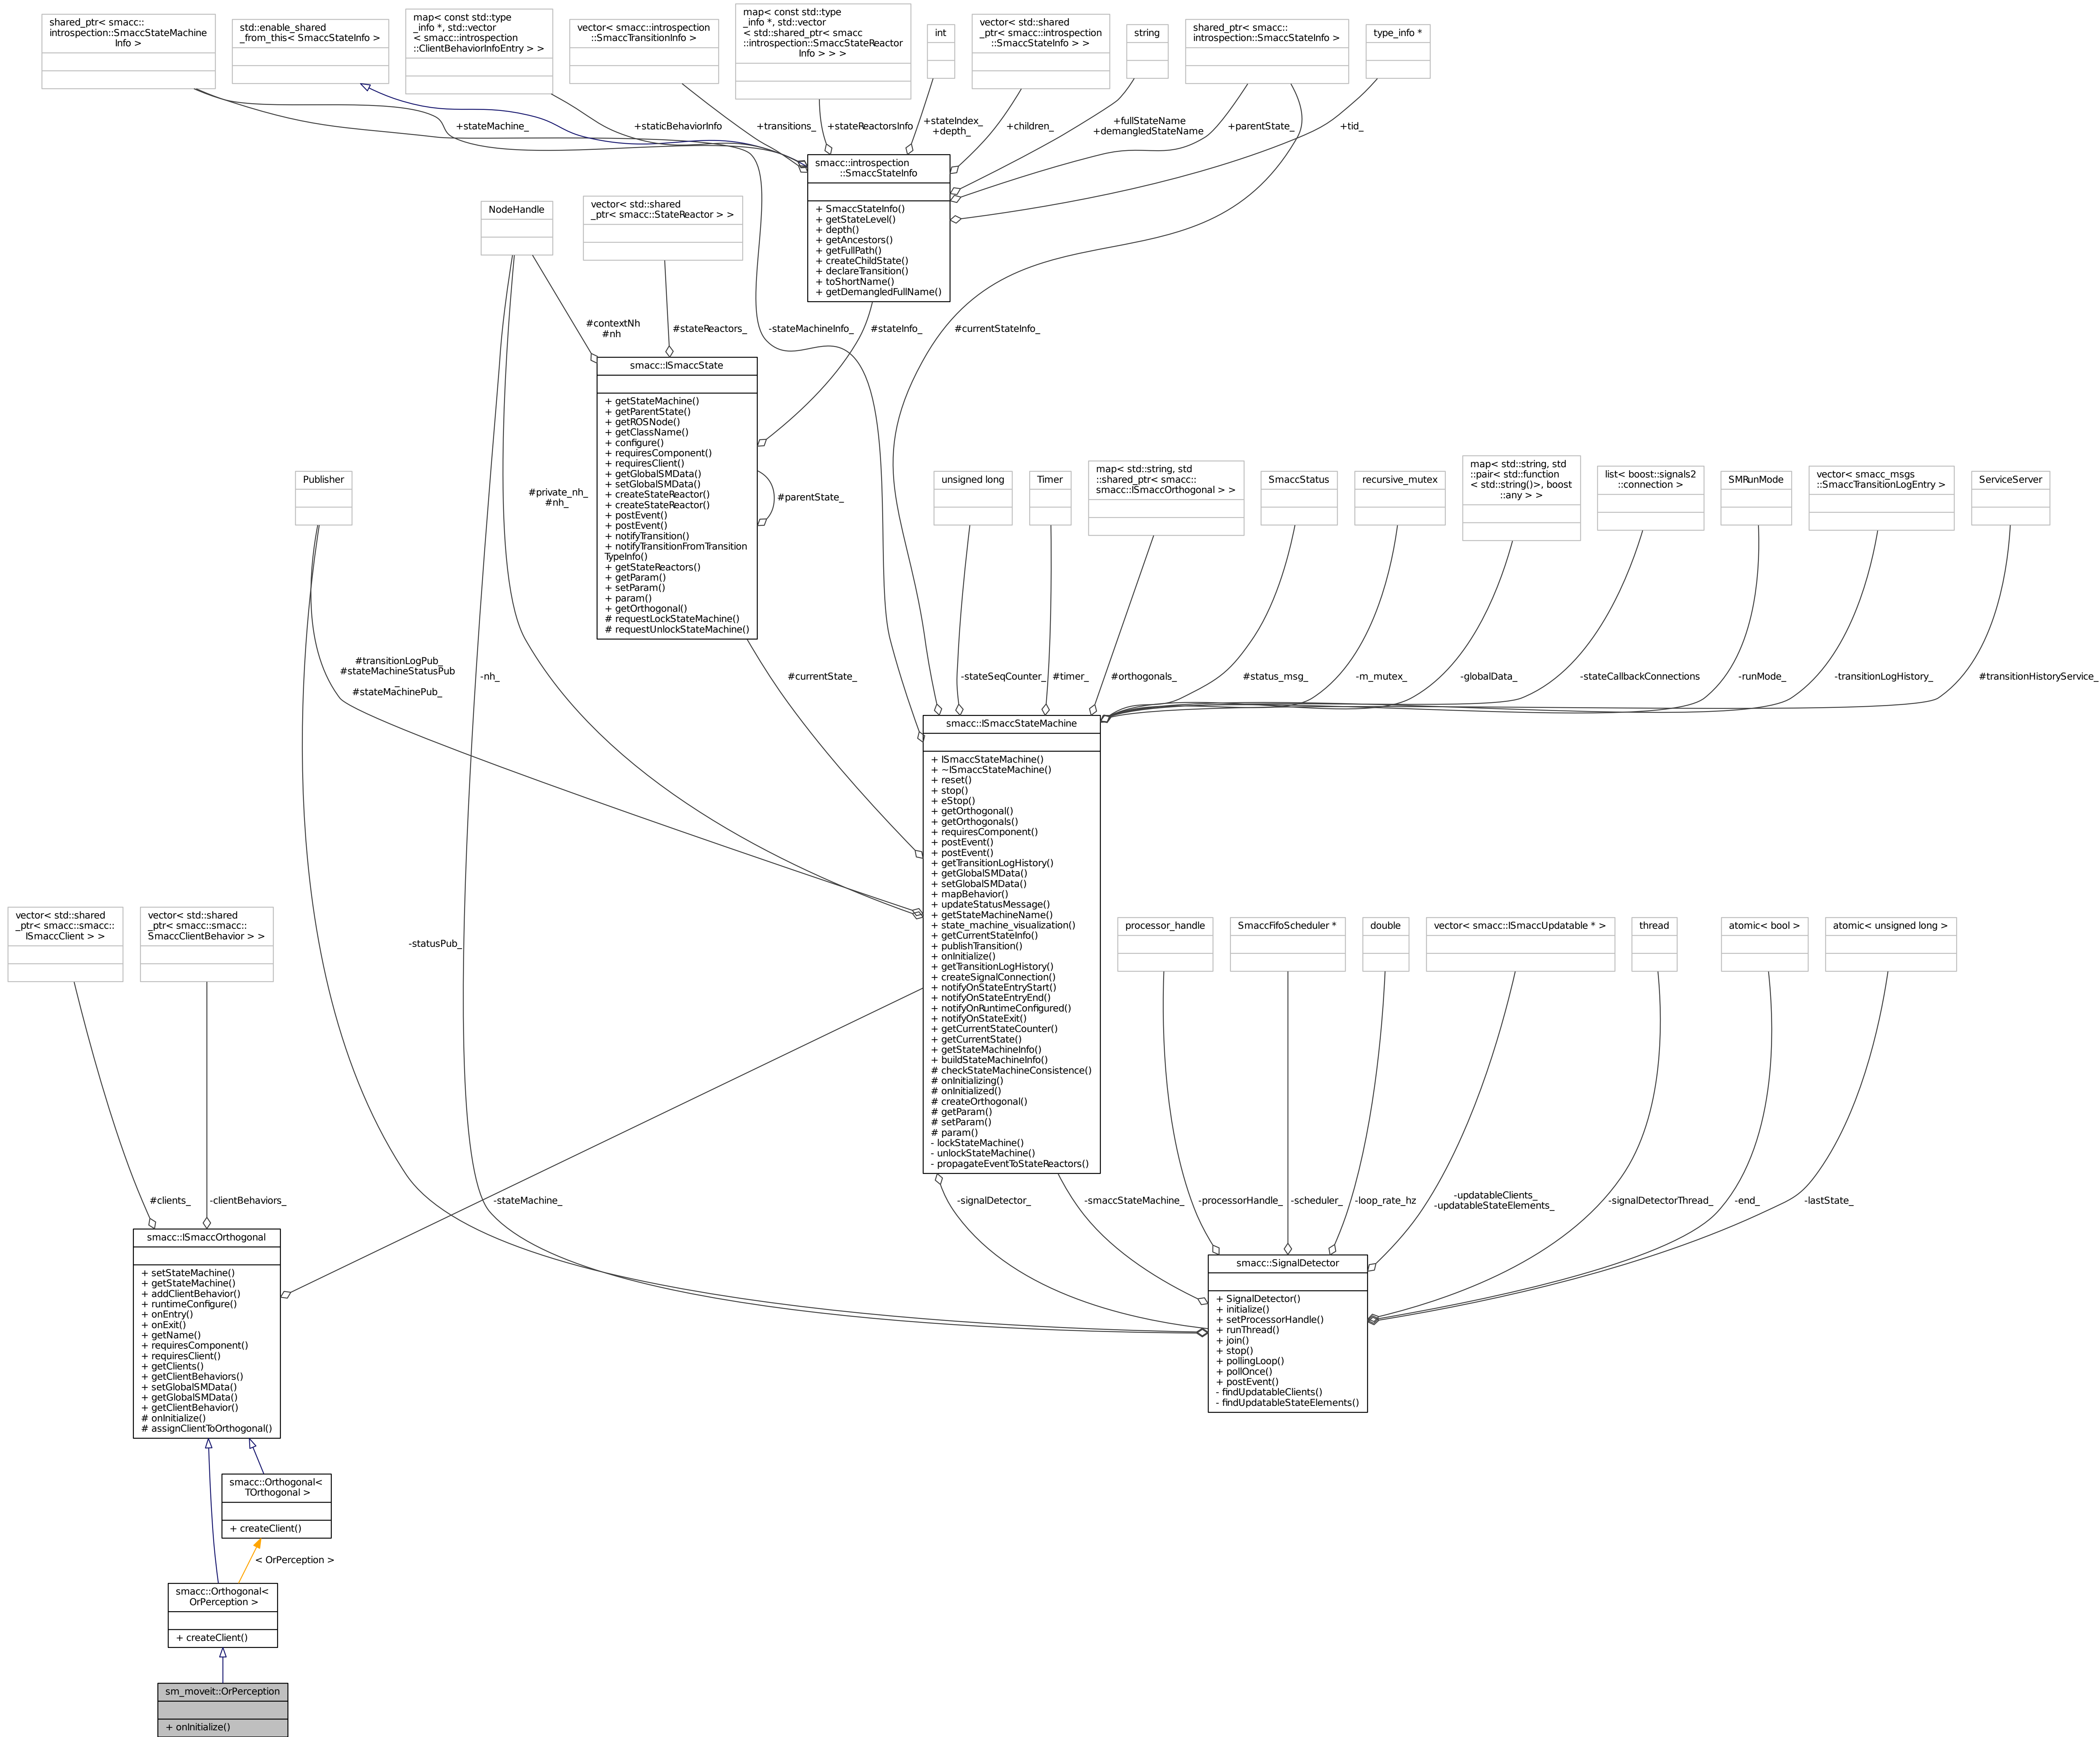 shared_ptr< smacc::
introspection::SmaccStateMachine
Info >
std::enable_shared
_from_this< SmaccStateInfo >
map< const std::type
_info *, std::vector
< smacc::introspection
::ClientBehaviorInfoEntry > >
vector< smacc::introspection
::SmaccTransitionInfo >
map< const std::type
_info *, std::vector
< std::shared_ptr< smacc
::introspection::SmaccStateReactor
Info > > >
int
vector< std::shared
_ptr< smacc::introspection
::SmaccStateInfo > >
string
shared_ptr< smacc::
introspection::SmaccStateInfo >
type_info *
+stateMachine_
+staticBehaviorInfo
+transitions_
+stateReactorsInfo
+stateIndex_
+depth_
+children_
+fullStateName
+demangledStateName
+parentState_
+tid_
smacc::introspection
::SmaccStateInfo
+ SmaccStateInfo()
+ getStateLevel()
+ depth()
+ getAncestors()
+ getFullPath()
+ createChildState()
+ declareTransition()
+ toShortName()
+ getDemangledFullName()
NodeHandle
vector< std::shared
_ptr< smacc::StateReactor > >
#contextNh
#nh
#stateReactors_
-stateMachineInfo_
#stateInfo_
#currentStateInfo_
smacc::ISmaccState
+ getStateMachine()
+ getParentState()
+ getROSNode()
+ getClassName()
+ configure()
+ requiresComponent()
+ requiresClient()
+ getGlobalSMData()
+ setGlobalSMData()
+ createStateReactor()
+ createStateReactor()
+ postEvent()
+ postEvent()
+ notifyTransition()
+ notifyTransitionFromTransition
TypeInfo()
+ getStateReactors()
+ getParam()
+ setParam()
+ param()
+ getOrthogonal()
# requestLockStateMachine()
# requestUnlockStateMachine()
#parentState_
Publisher
#private_nh_
#nh_
unsigned long
Timer
map< std::string, std
::shared_ptr< smacc::
smacc::ISmaccOrthogonal > >
SmaccStatus
recursive_mutex
map< std::string, std
::pair< std::function
< std::string()>, boost
::any > >
list< boost::signals2
::connection >
SMRunMode
vector< smacc_msgs
::SmaccTransitionLogEntry >
ServiceServer
#transitionLogPub_
#stateMachineStatusPub
_
#stateMachinePub_
-nh_
#currentState_
-stateSeqCounter_
#timer_
#orthogonals_
#status_msg_
-m_mutex_
-globalData_
-stateCallbackConnections
-runMode_
-transitionLogHistory_
#transitionHistoryService_
smacc::ISmaccStateMachine
+ ISmaccStateMachine()
+ ~ISmaccStateMachine()
+ reset()
+ stop()
+ eStop()
+ getOrthogonal()
+ getOrthogonals()
+ requiresComponent()
+ postEvent()
+ postEvent()
+ getTransitionLogHistory()
+ getGlobalSMData()
+ setGlobalSMData()
+ mapBehavior()
+ updateStatusMessage()
+ getStateMachineName()
+ state_machine_visualization()
+ getCurrentStateInfo()
+ publishTransition()
+ onInitialize()
+ getTransitionLogHistory()
+ createSignalConnection()
+ notifyOnStateEntryStart()
+ notifyOnStateEntryEnd()
+ notifyOnRuntimeConfigured()
+ notifyOnStateExit()
+ getCurrentStateCounter()
+ getCurrentState()
+ getStateMachineInfo()
+ buildStateMachineInfo()
# checkStateMachineConsistence()
# onInitializing()
# onInitialized()
# createOrthogonal()
# getParam()
# setParam()
# param()
- lockStateMachine()
- unlockStateMachine()
- propagateEventToStateReactors()
vector< std::shared
_ptr< smacc::smacc::
ISmaccClient > >
vector< std::shared
_ptr< smacc::smacc::
SmaccClientBehavior > >
-statusPub_
processor_handle
SmaccFifoScheduler *
double
vector< smacc::ISmaccUpdatable * >
thread
atomic< bool >
atomic< unsigned long >
#clients_
-clientBehaviors_
-stateMachine_
-signalDetector_
-smaccStateMachine_
-processorHandle_
-scheduler_
-loop_rate_hz
-updatableClients_
-updatableStateElements_
-signalDetectorThread_
-end_
-lastState_
smacc::ISmaccOrthogonal
+ setStateMachine()
+ getStateMachine()
+ addClientBehavior()
+ runtimeConfigure()
+ onEntry()
+ onExit()
+ getName()
+ requiresComponent()
+ requiresClient()
+ getClients()
+ getClientBehaviors()
+ setGlobalSMData()
+ getGlobalSMData()
+ getClientBehavior()
# onInitialize()
# assignClientToOrthogonal()
smacc::SignalDetector
+ SignalDetector()
+ initialize()
+ setProcessorHandle()
+ runThread()
+ join()
+ stop()
+ pollingLoop()
+ pollOnce()
+ postEvent()
- findUpdatableClients()
- findUpdatableStateElements()
smacc::Orthogonal<
TOrthogonal >
+ createClient()
< OrPerception >
smacc::Orthogonal<
OrPerception >
+ createClient()
sm_moveit::OrPerception
+ onInitialize()